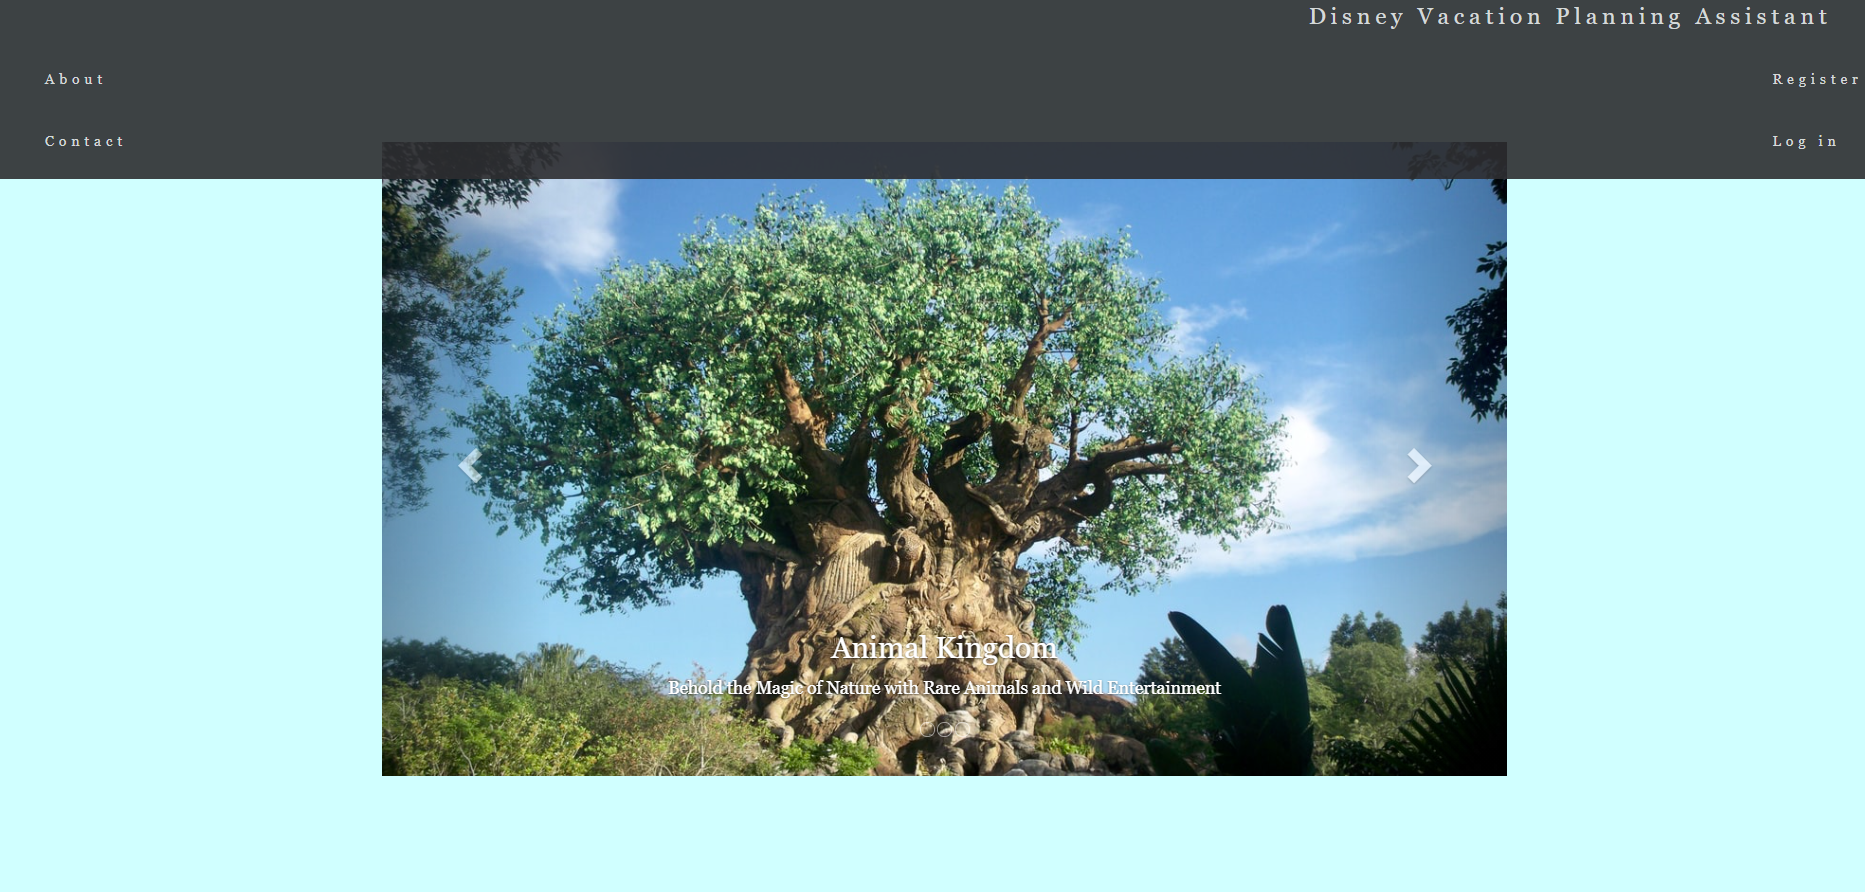 Disney Vacation Planning Assistant
About
Register
Contact
Log in
Animal Kingdom
Behold the Magic of Nature with Rare Animals and Wild Entertainment